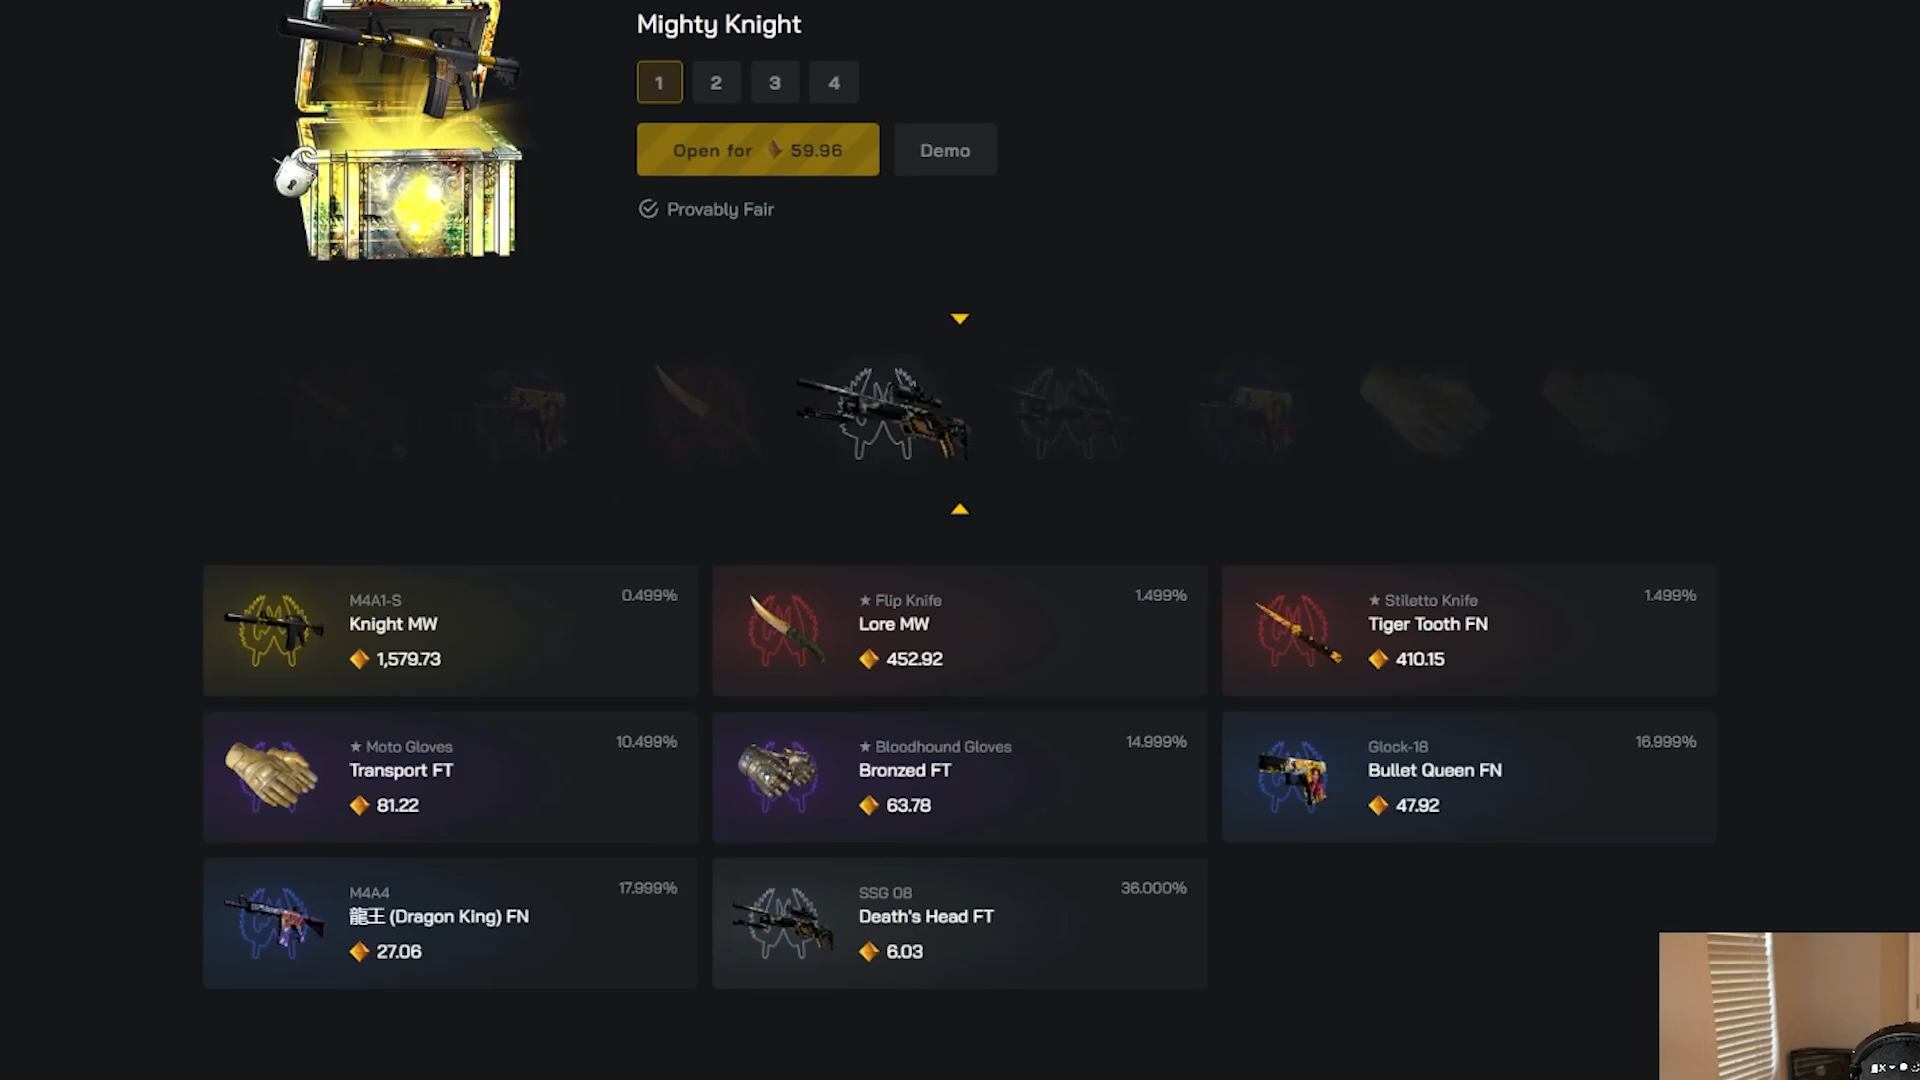 Mighty Knight
1 2 3 4
Open for 59.96 Demo
Provably Fair
M4A1-S 0.499%
Knight MW
1,579.73
★ Flip Knife 1.499%
Lore MW
452.92
★ Stiletto Knife 1.499%
Tiger Tooth FN
410.15
★ Moto Gloves 10.499%
Transport FT
81.22
★ Bloodhound Gloves 14.999%
Bronzed FT
63.78
Glock-18 16.999%
Bullet Queen FN
47.92
M4A4 17.999%
龍王 (Dragon King) FN
27.06
SSG 08 36.000%
Death's Head FT
6.03